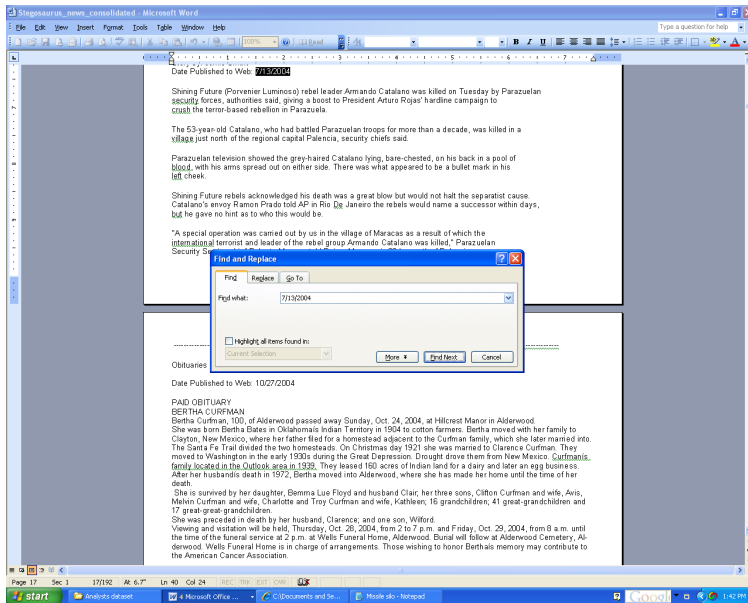 Stegosaurus_news_consolidated - Microsoft Word
File Edit View Insert Format Tools Table Window Help
Type a question for help
100% Read
B I U
1 2 3 4 5 6 7
Date Published to Web: 7/13/2004
Shining Future (Porvenier Luminoso) rebel leader Armando Catalano was killed on Tuesday by Parazuelan
security forces, authorities said, giving a boost to President Arturo Rojas' hardline campaign to
crush the terror-based rebellion in Parazuela.
The 53-year-old Catalano, who had battled Parazuelan troops for more than a decade, was killed in a
village just north of the regional capital Palencia, security chiefs said.
Parazuelan television showed the grey-haired Catalano lying, bare-chested, on his back in a pool of
blood, with his arms spread out on either side. There was what appeared to be a bullet mark in his
left cheek.
Shining Future rebels acknowledged his death was a great blow but would not halt the separatist cause.
Catalano's envoy Ramon Prado told AP in Rio De Janeiro the rebels would name a successor within days,
but he gave no hint as to who this would be.
"A special operation was carried out by us in the village of Maracas as a result of which the
international terrorist and leader of the rebel group Armando Catalano was killed," Parazuelan
Security
Find and Replace
Find Replace Go To
Find what: 7/13/2004
Highlight all items found in:
Current Selection
More Find Next Cancel
Obituaries
Date Published to Web: 10/27/2004
PAID OBITUARY
BERTHA CURFMAN
Bertha Curfman, 100, of Alderwood passed away Sunday, Oct. 24, 2004, at Hillcrest Manor in Alderwood.
She was born Bertha Bates in Oklahomaís Indian Territory in 1904 to cotton farmers. Bertha moved with her family to
Clayton, New Mexico, where her father filed for a homestead adjacent to the Curfman family, which she later married into.
The Santa Fe Trail divided the two homesteads. On Christmas day 1921 she was married to Clarence Curfman. They
moved to Washington in the early 1930s during the Great Depression. Drought drove them from New Mexico. Curfmanís
family located in the Outlook area in 1939. They leased 160 acres of Indian land for a dairy and later an egg business.
After her husbandís death in 1972, Bertha moved into Alderwood, where she has made her home until the time of her
death.
She is survived by her daughter, Bemma Lue Floyd and husband Clair; her three sons, Clifton Curfman and wife, Avis,
Melvin Curfman and wife, Charlotte and Troy Curfman and wife, Kathleen; 16 grandchildren; 41 great-grandchildren and
17 great-great-grandchildren.
She was preceded in death by her husband, Clarence; and one son, Wilford.
Viewing and visitation will be held, Thursday, Oct. 28, 2004, from 2 to 7 p.m. and Friday, Oct. 29, 2004, from 8 a.m. until
the time of the funeral service at 2 p.m. at Wells Funeral Home, Alderwood. Burial will follow at Alderwood Cemetery, Al-
derwood. Wells Funeral Home is in charge of arrangements. Those wishing to honor Berthaís memory may contribute to
the American Cancer Association.
Page 17 Sec 1 17/192 At 6.7" Ln 40 Col 24 REC TRK EXT OVR
start Analysts dataset 4 Microsoft Office ... C:\Documents and Se... Missile silo - Notepad Google 1:42 PM